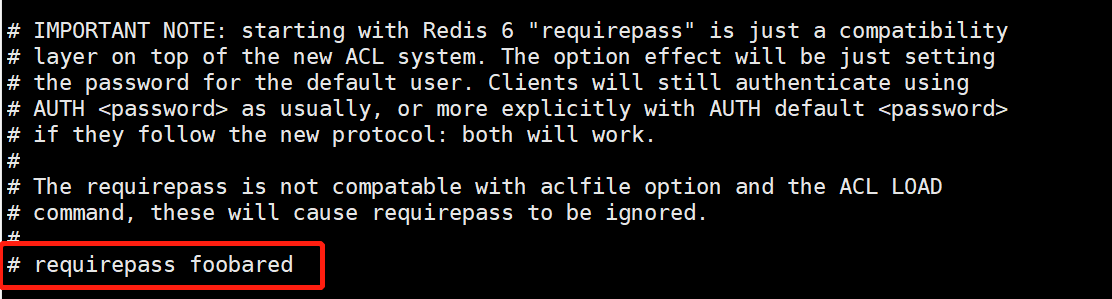 # IMPORTANT NOTE: starting with Redis 6 "requirepass" is just a compatibility
# layer on top of the new ACL system. The option effect will be just setting
# the password for the default user. Clients will still authenticate using
# AUTH <password> as usually, or more explicitly with AUTH default <password>
# if they follow the new protocol: both will work.
#
# The requirepass is not compatable with aclfile option and the ACL LOAD
# command, these will cause requirepass to be ignored.
#
# requirepass foobared